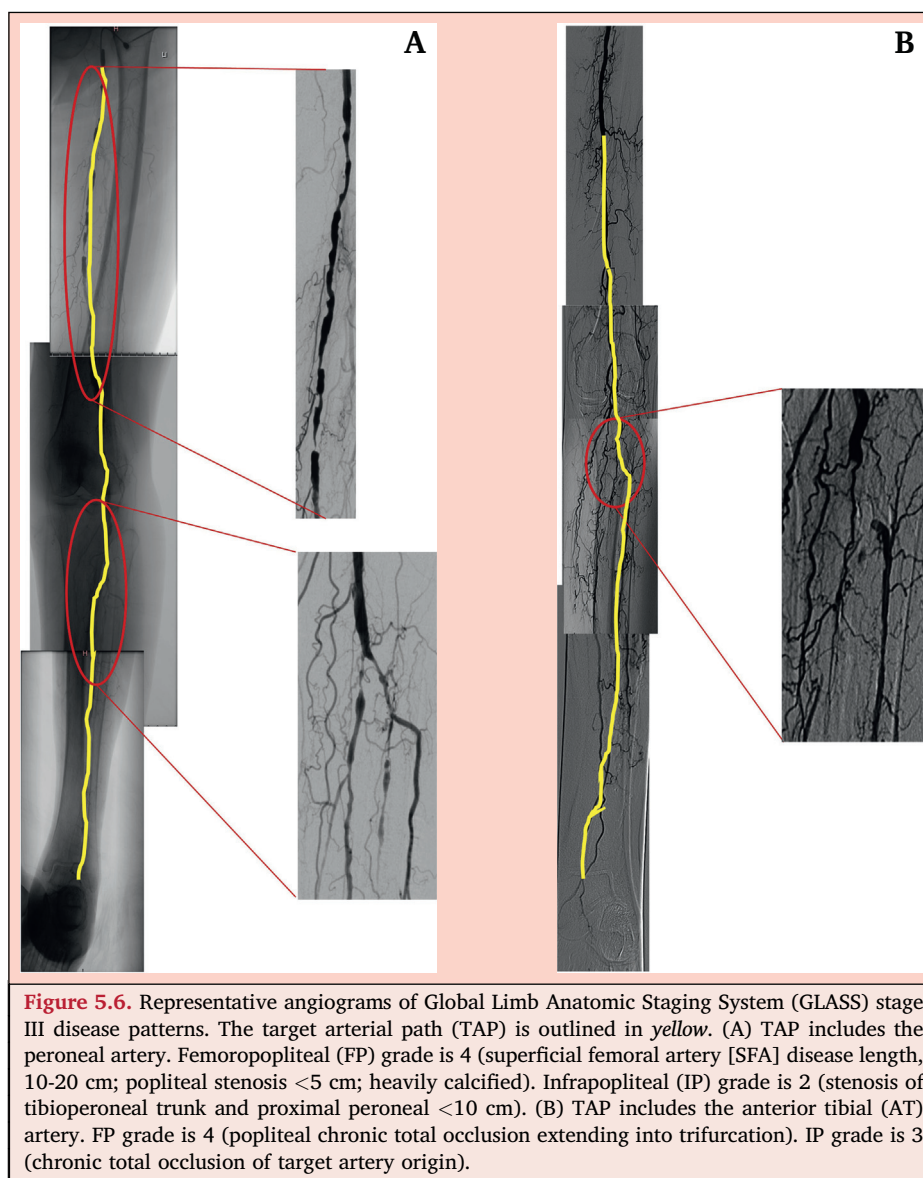 A
B
H
H
Figure 5.6. Representative angiograms of Global Limb Anatomic Staging System (GLASS) stage
III disease patterns. The target arterial path (TAP) is outlined in yellow. (A) TAP includes the
peroneal artery. Femoropopliteal (FP) grade is 4 (superficial femoral artery [SFA] disease length,
10-20 cm; popliteal stenosis <5 cm; heavily calcified). Infrapopliteal (IP) grade is 2 (stenosis of
tibioperoneal trunk and proximal peroneal <10 cm). (B) TAP includes the anterior tibial (AT)
artery. FP grade is 4 (popliteal chronic total occlusion extending into trifurcation). IP grade is 3
(chronic total occlusion of target artery origin).